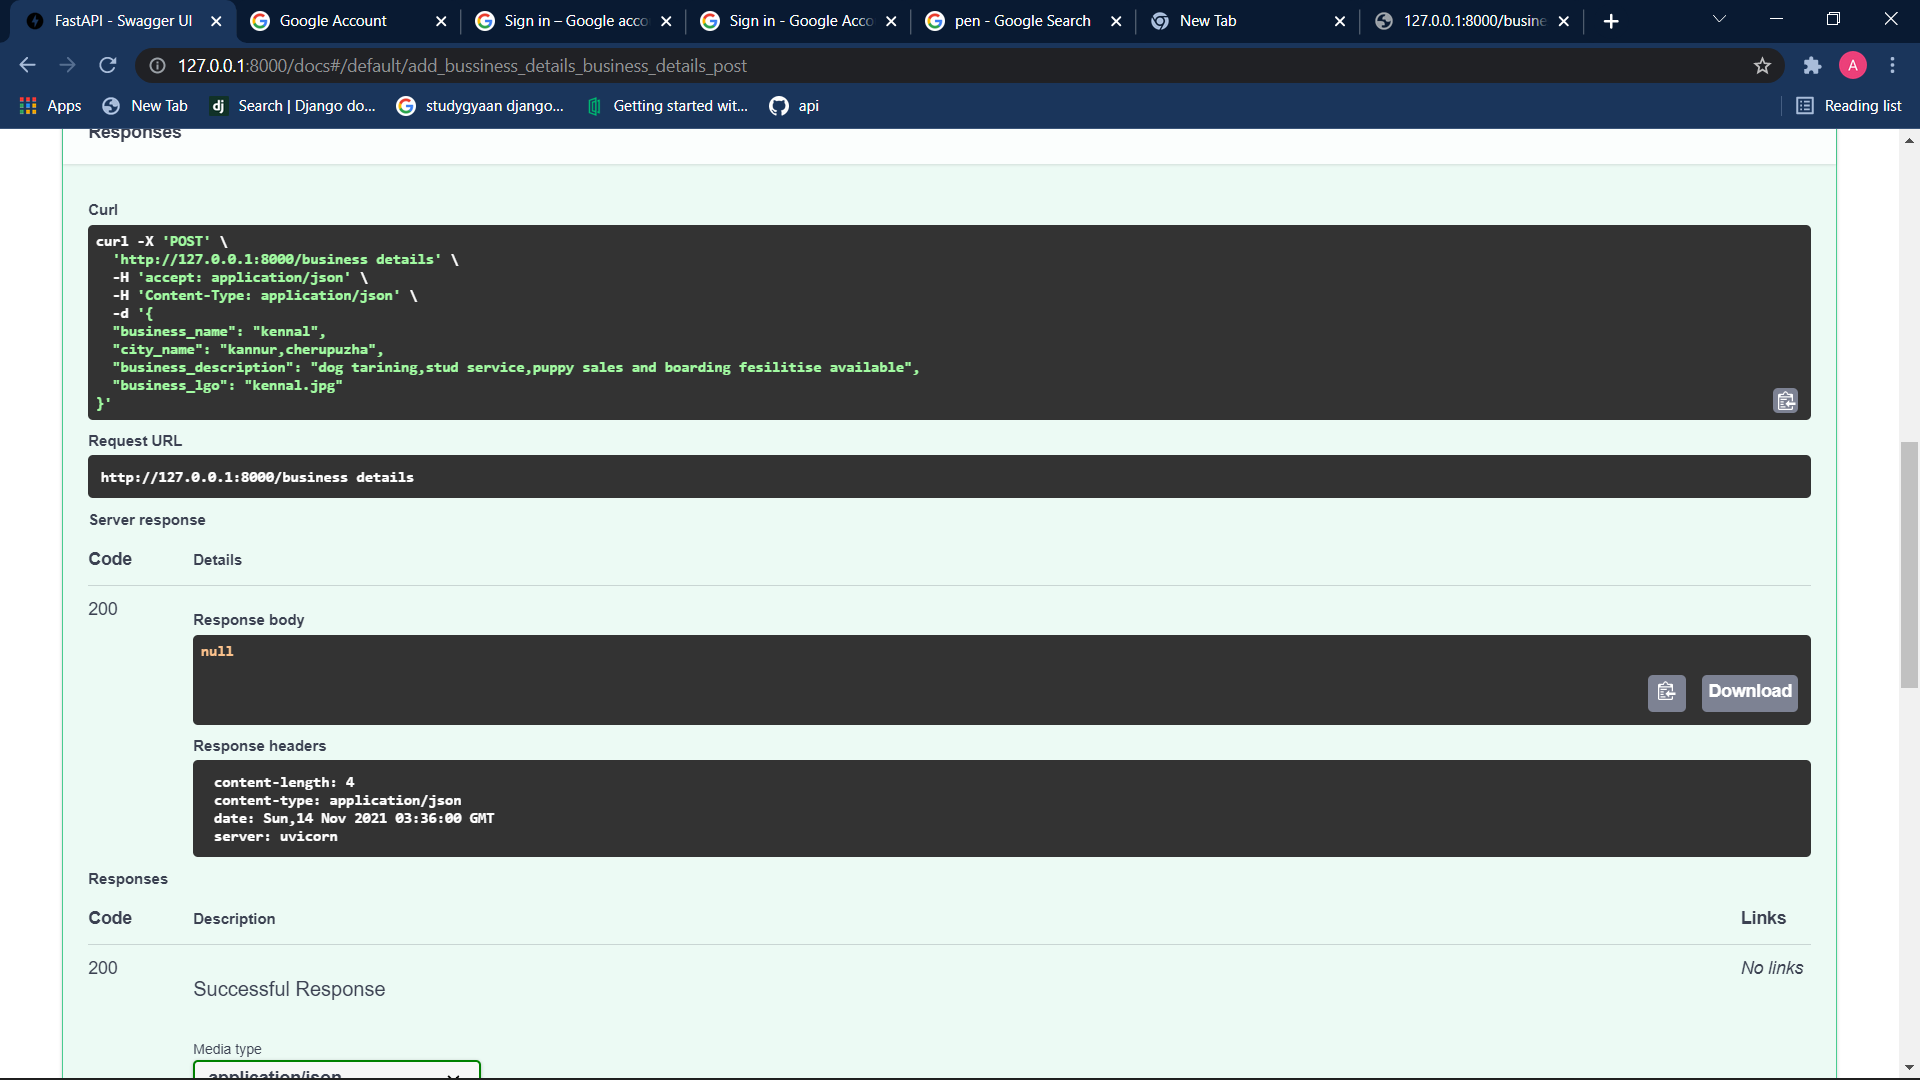 FastAPI - Swagger UI
Google Account
Sign in – Google acco
Sign in - Google Acco
pen - Google Search
New Tab
127.0.0.1:8000/busine
127.0.0.1:8000/docs#/default/add_bussiness_details_business_details_post
A
Apps
New Tab
dj Search | Django do...
studygyaan django...
Getting started wit...
api
Reading list
Responses
Curl
curl -X 'POST' \
'http://127.0.0.1:8000/business details' \
-H 'accept: application/json' \
-H 'Content-Type: application/json' \
-d '{
"business_name": "kennal",
"city_name": "kannur,cherupuzha",
"business_description": "dog tarining,stud service,puppy sales and boarding fesilitise available",
"business_lgo": "kennal.jpg"
}'
Request URL
http://127.0.0.1:8000/business details
Server response
Code Details
200
Response body
null
Download
Response headers
content-length: 4
content-type: application/json
date: Sun,14 Nov 2021 03:36:00 GMT
server: uvicorn
Responses
Code Description Links
200
No links
Successful Response
Media type
application/json